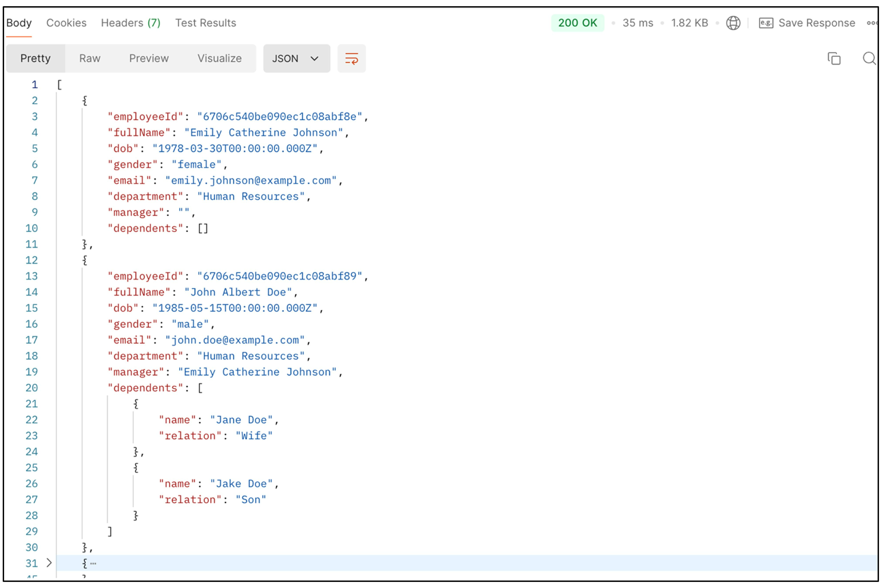 Body Cookies Headers (7) Test Results 200 OK 35 ms 1.82 KB Save Response
Pretty Raw Preview Visualize JSON
1 [
2 {
3 "employeeId": "6706c540be090ec1c08abf8e",
4 "fullName": "Emily Catherine Johnson",
5 "dob": "1978-03-30T00:00:00.000Z",
6 "gender": "female",
7 "email": "emily.johnson@example.com",
8 "department": "Human Resources",
9 "manager": "",
10 "dependents": []
11 },
12 {
13 "employeeId": "6706c540be090ec1c08abf89",
14 "fullName": "John Albert Doe",
15 "dob": "1985-05-15T00:00:00.000Z",
16 "gender": "male",
17 "email": "john.doe@example.com",
18 "department": "Human Resources",
19 "manager": "Emily Catherine Johnson",
20 "dependents": [
21 {
22 "name": "Jane Doe",
23 "relation": "Wife"
24 },
25 {
26 "name": "Jake Doe",
27 "relation": "Son"
28 }
29 ]
30 },
31 {